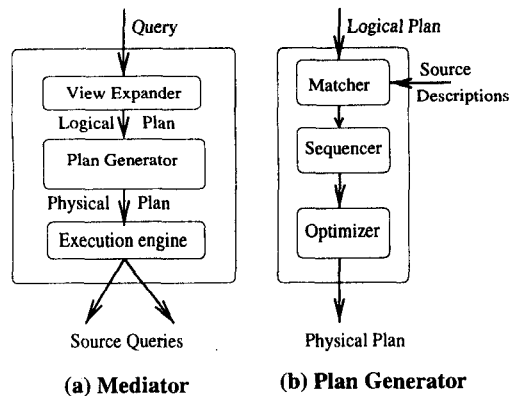 Query
View Expander
Logical Plan
Plan Generator
Physical Plan
Execution engine
Source Queries
(a) Mediator
Logical Plan
Matcher
Source
Descriptions
Sequencer
Optimizer
Physical Plan
(b) Plan Generator